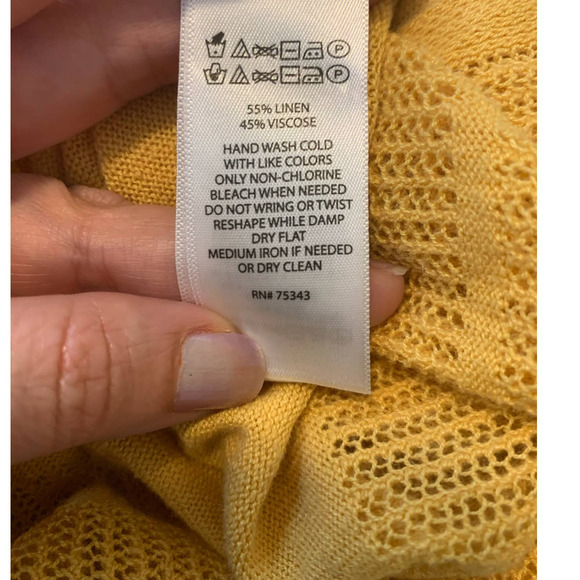 P
P
55% LINEN
45% VISCOSE
HAND WASH COLD
WITH LIKE COLORS
ONLY NON-CHLORINE
BLEACH WHEN NEEDED
DO NOT WRING OR TWIST
RESHAPE WHILE DAMP
DRY FLAT
MEDIUM IRON IF NEEDED
OR DRY CLEAN
RN# 75343